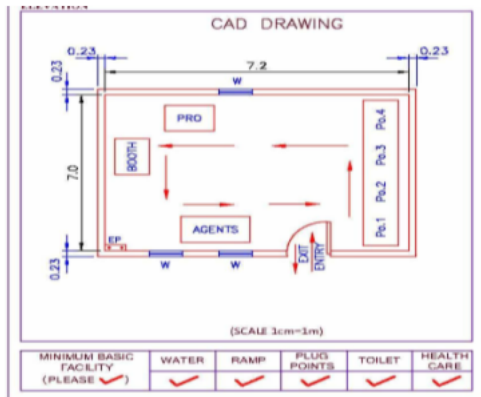 ELEVATION
CAD DRAWING
0.23
0.23
7.2
0.23
W
PRO
BOOTH
Po.1 Po.2 Po.3 Po.4
7.0
AGENTS
EP
W
W
EXIT
ENTRY
0.23
(SCALE 1cm=1m)
MINIMUM BASIC
FACILITY
(PLEASE ✓)
WATER
RAMP
PLUG
POINTS
TOILET
HEALTH
CARE